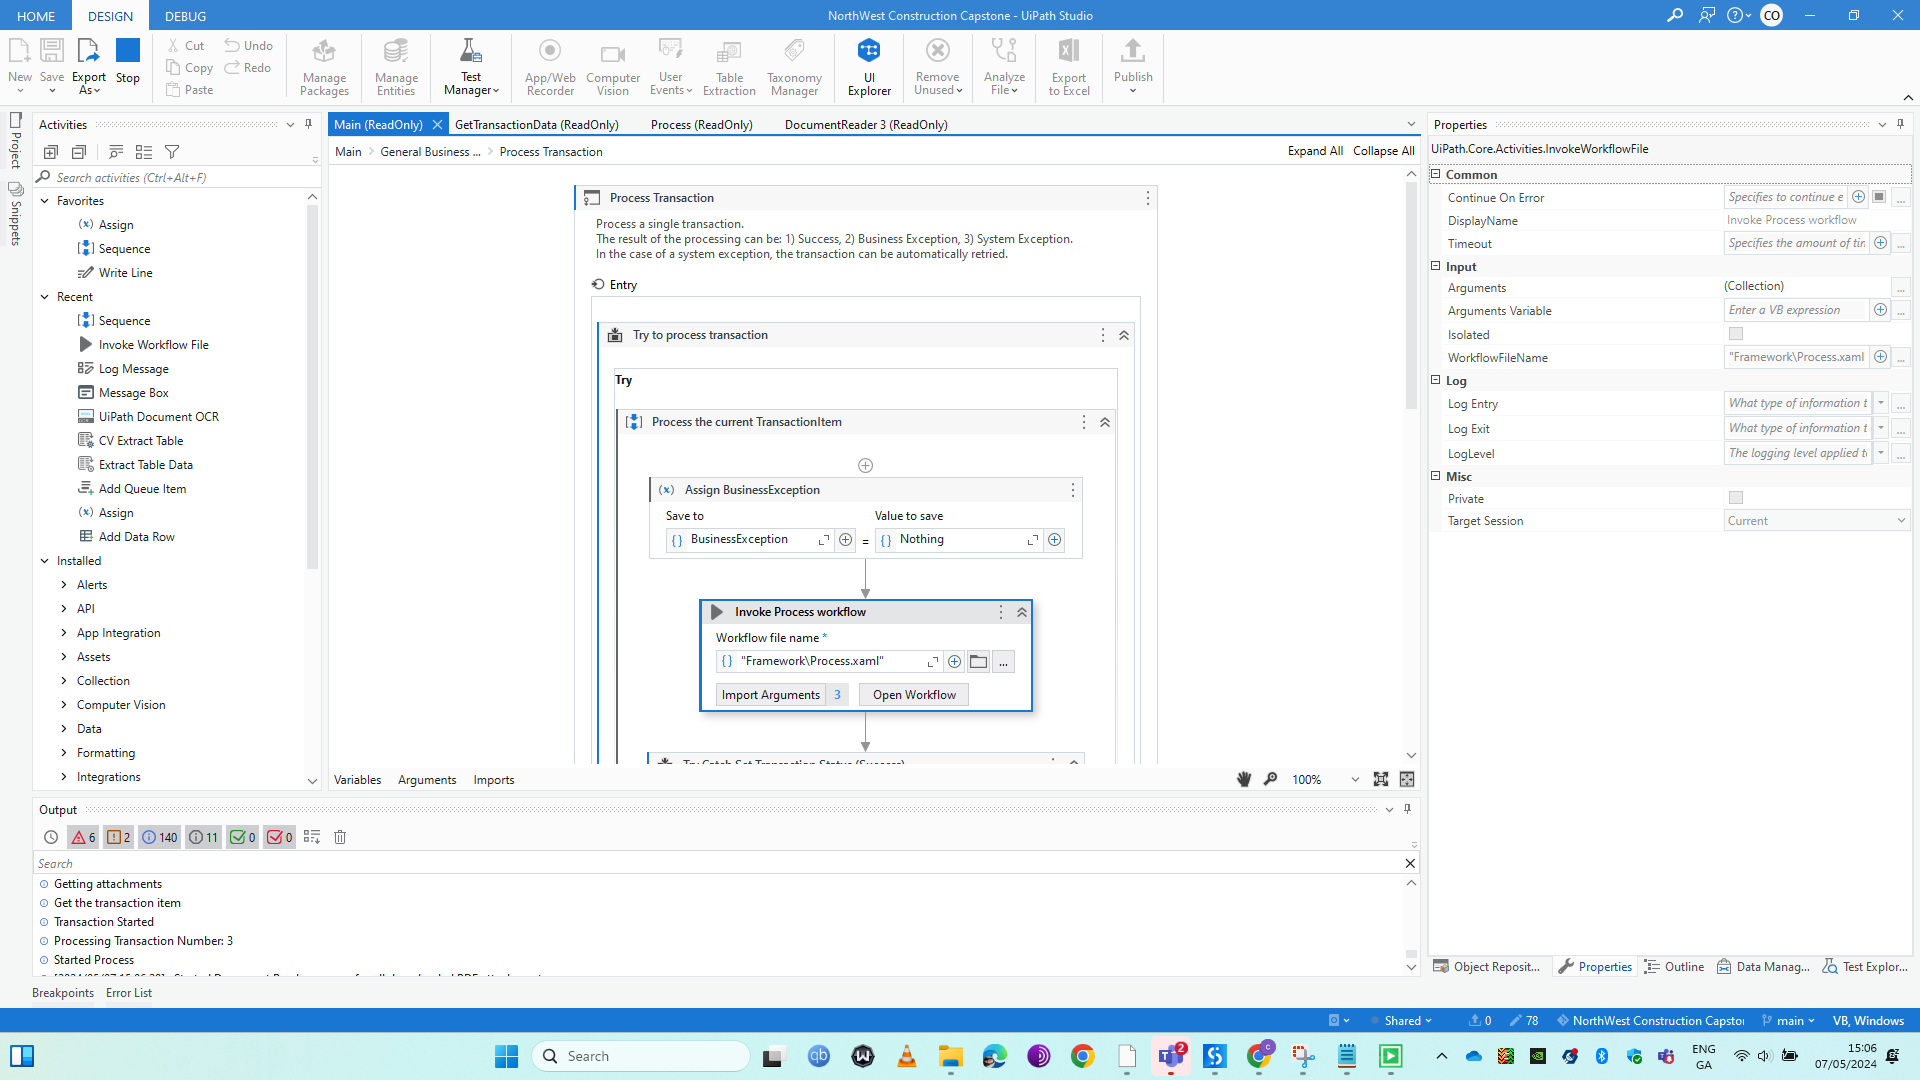 HOME DESIGN DEBUG
NorthWest Construction Capstone - UiPath Studio
CO
New
Save
Export As
Stop
Cut
Copy
Paste
Undo
Redo
Manage Packages
Manage Entities
Test Manager
App/Web Recorder
Computer Vision
User Events
Table Extraction
Taxonomy Manager
UI Explorer
Remove Unused
Analyze File
Export to Excel
Publish
Project
Snippets
Activities
Search activities (Ctrl+Alt+F)
Favorites
Assign
Sequence
Write Line
Recent
Sequence
Invoke Workflow File
Log Message
Message Box
UiPath Document OCR
CV Extract Table
Extract Table Data
Add Queue Item
Assign
Add Data Row
Installed
Alerts
API
App Integration
Assets
Collection
Computer Vision
Data
Formatting
Integrations
Main (ReadOnly)
GetTransactionData (ReadOnly)
Process (ReadOnly)
DocumentReader 3 (ReadOnly)
Main > General Business ... > Process Transaction
Expand All Collapse All
Process Transaction
Process a single transaction.
The result of the processing can be: 1) Success, 2) Business Exception, 3) System Exception.
In the case of a system exception, the transaction can be automatically retried.
Entry
Try to process transaction
Try
Process the current TransactionItem
(x) Assign BusinessException
Save to
Value to save
{} BusinessException = {} Nothing
Invoke Process workflow
Workflow file name *
{} "Framework\Process.xaml" ...
Import Arguments 3 Open Workflow
Try Catch Set Transaction Status (Success)
Variables Arguments Imports
100%
Properties
UiPath.Core.Activities.InvokeWorkflowFile
Common
Continue On Error Specifies to continue e
DisplayName Invoke Process workflow
Timeout Specifies the amount of tin
Input
Arguments (Collection)
Arguments Variable Enter a VB expression
Isolated
WorkflowFileName "Framework\Process.xaml
Log
Log Entry What type of information t
Log Exit What type of information t
LogLevel The logging level applied t
Misc
Private
Target Session Current
Object Reposit... Properties Outline Data Manag... Test Explor...
Output
6 2 140 11 0 0
Search
Getting attachments
Get the transaction item
Transaction Started
Processing Transaction Number: 3
Started Process
Breakpoints Error List
Shared 0 78 NorthWest Construction Capstor main VB, Windows
Search
2
ENG
GA
15:06
07/05/2024